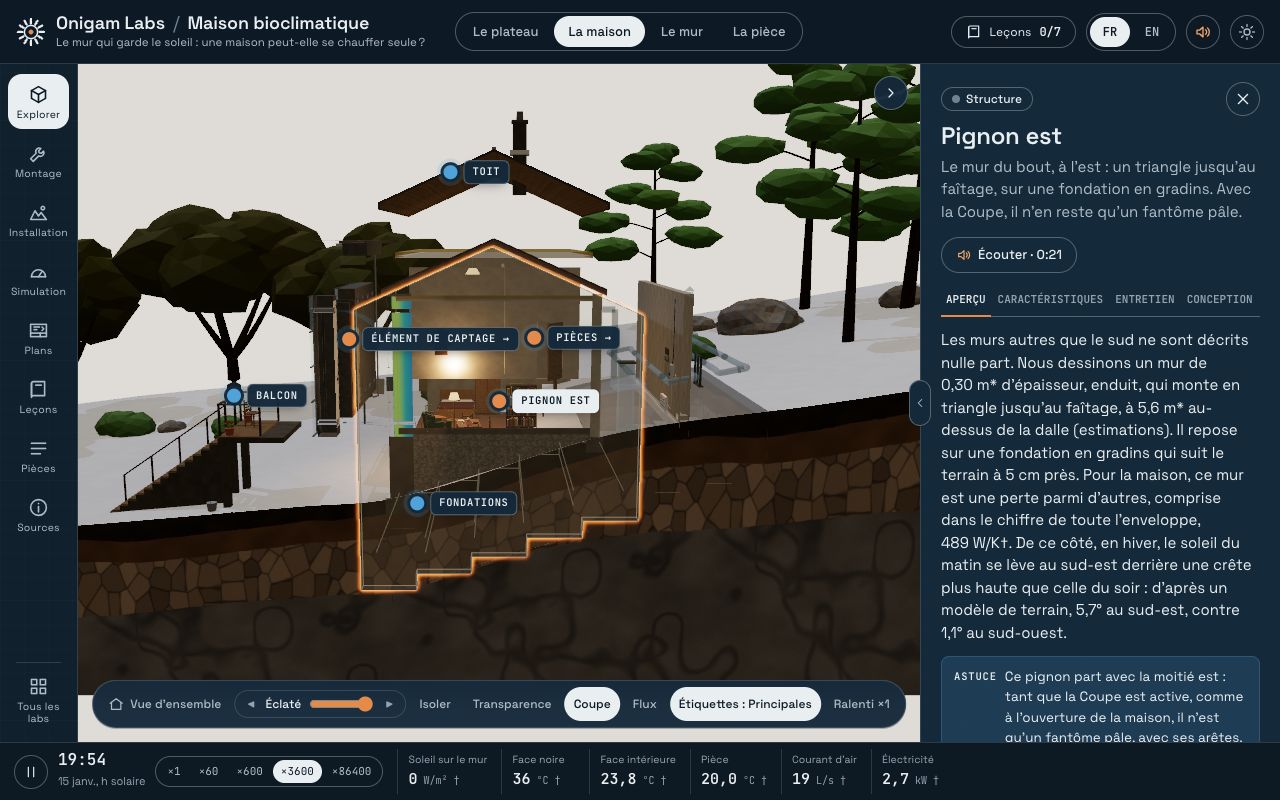 Onigam Labs / Maison bioclimatique
Le mur qui garde le soleil : une maison peut-elle se chauffer seule ?
Le plateau
La maison
Le mur
La pièce
Leçons 0/7
FR
EN
Explorer
Montage
Installation
Simulation
Plans
Leçons
Pièces
Sources
Tous les
labs
TOIT
ÉLÉMENT DE CAPTAGE →
PIÈCES →
BALCON
PIGNON EST
FONDATIONS
Structure
Pignon est
Le mur du bout, à l'est : un triangle jusqu'au
faîtage, sur une fondation en gradins. Avec
la Coupe, il n'en reste qu'un fantôme pâle.
Écouter · 0:21
APERÇU
CARACTÉRISTIQUES
ENTRETIEN
CONCEPTION
Les murs autres que le sud ne sont décrits
nulle part. Nous dessinons un mur de
0,30 m* d'épaisseur, enduit, qui monte en
triangle jusqu'au faîtage, à 5,6 m* au-
dessus de la dalle (estimations). Il repose
sur une fondation en gradins qui suit le
terrain à 5 cm près. Pour la maison, ce mur
est une perte parmi d'autres, comprise
dans le chiffre de toute l'enveloppe,
489 W/K†. De ce côté, en hiver, le soleil du
matin se lève au sud-est derrière une crête
plus haute que celle du soir : d'après un
modèle de terrain, 5,7° au sud-est, contre
1,1° au sud-ouest.
ASTUCE
Ce pignon part avec la moitié est :
tant que la Coupe est active, comme
à l'ouverture de la maison, il n'est
qu'un fantôme pâle, avec ses arêtes.
Vue d'ensemble
◄ Éclaté ►
Isoler
Transparence
Coupe
Flux
Étiquettes : Principales
Ralenti ×1
19:54
15 janv., h solaire
×1
×60
×600
×3600
×86400
Soleil sur le mur
0 W/m² †
Face noire
36 °C †
Face intérieure
23,8 °C †
Pièce
20,0 °C †
Courant d'air
19 L/s †
Électricité
2,7 kW †